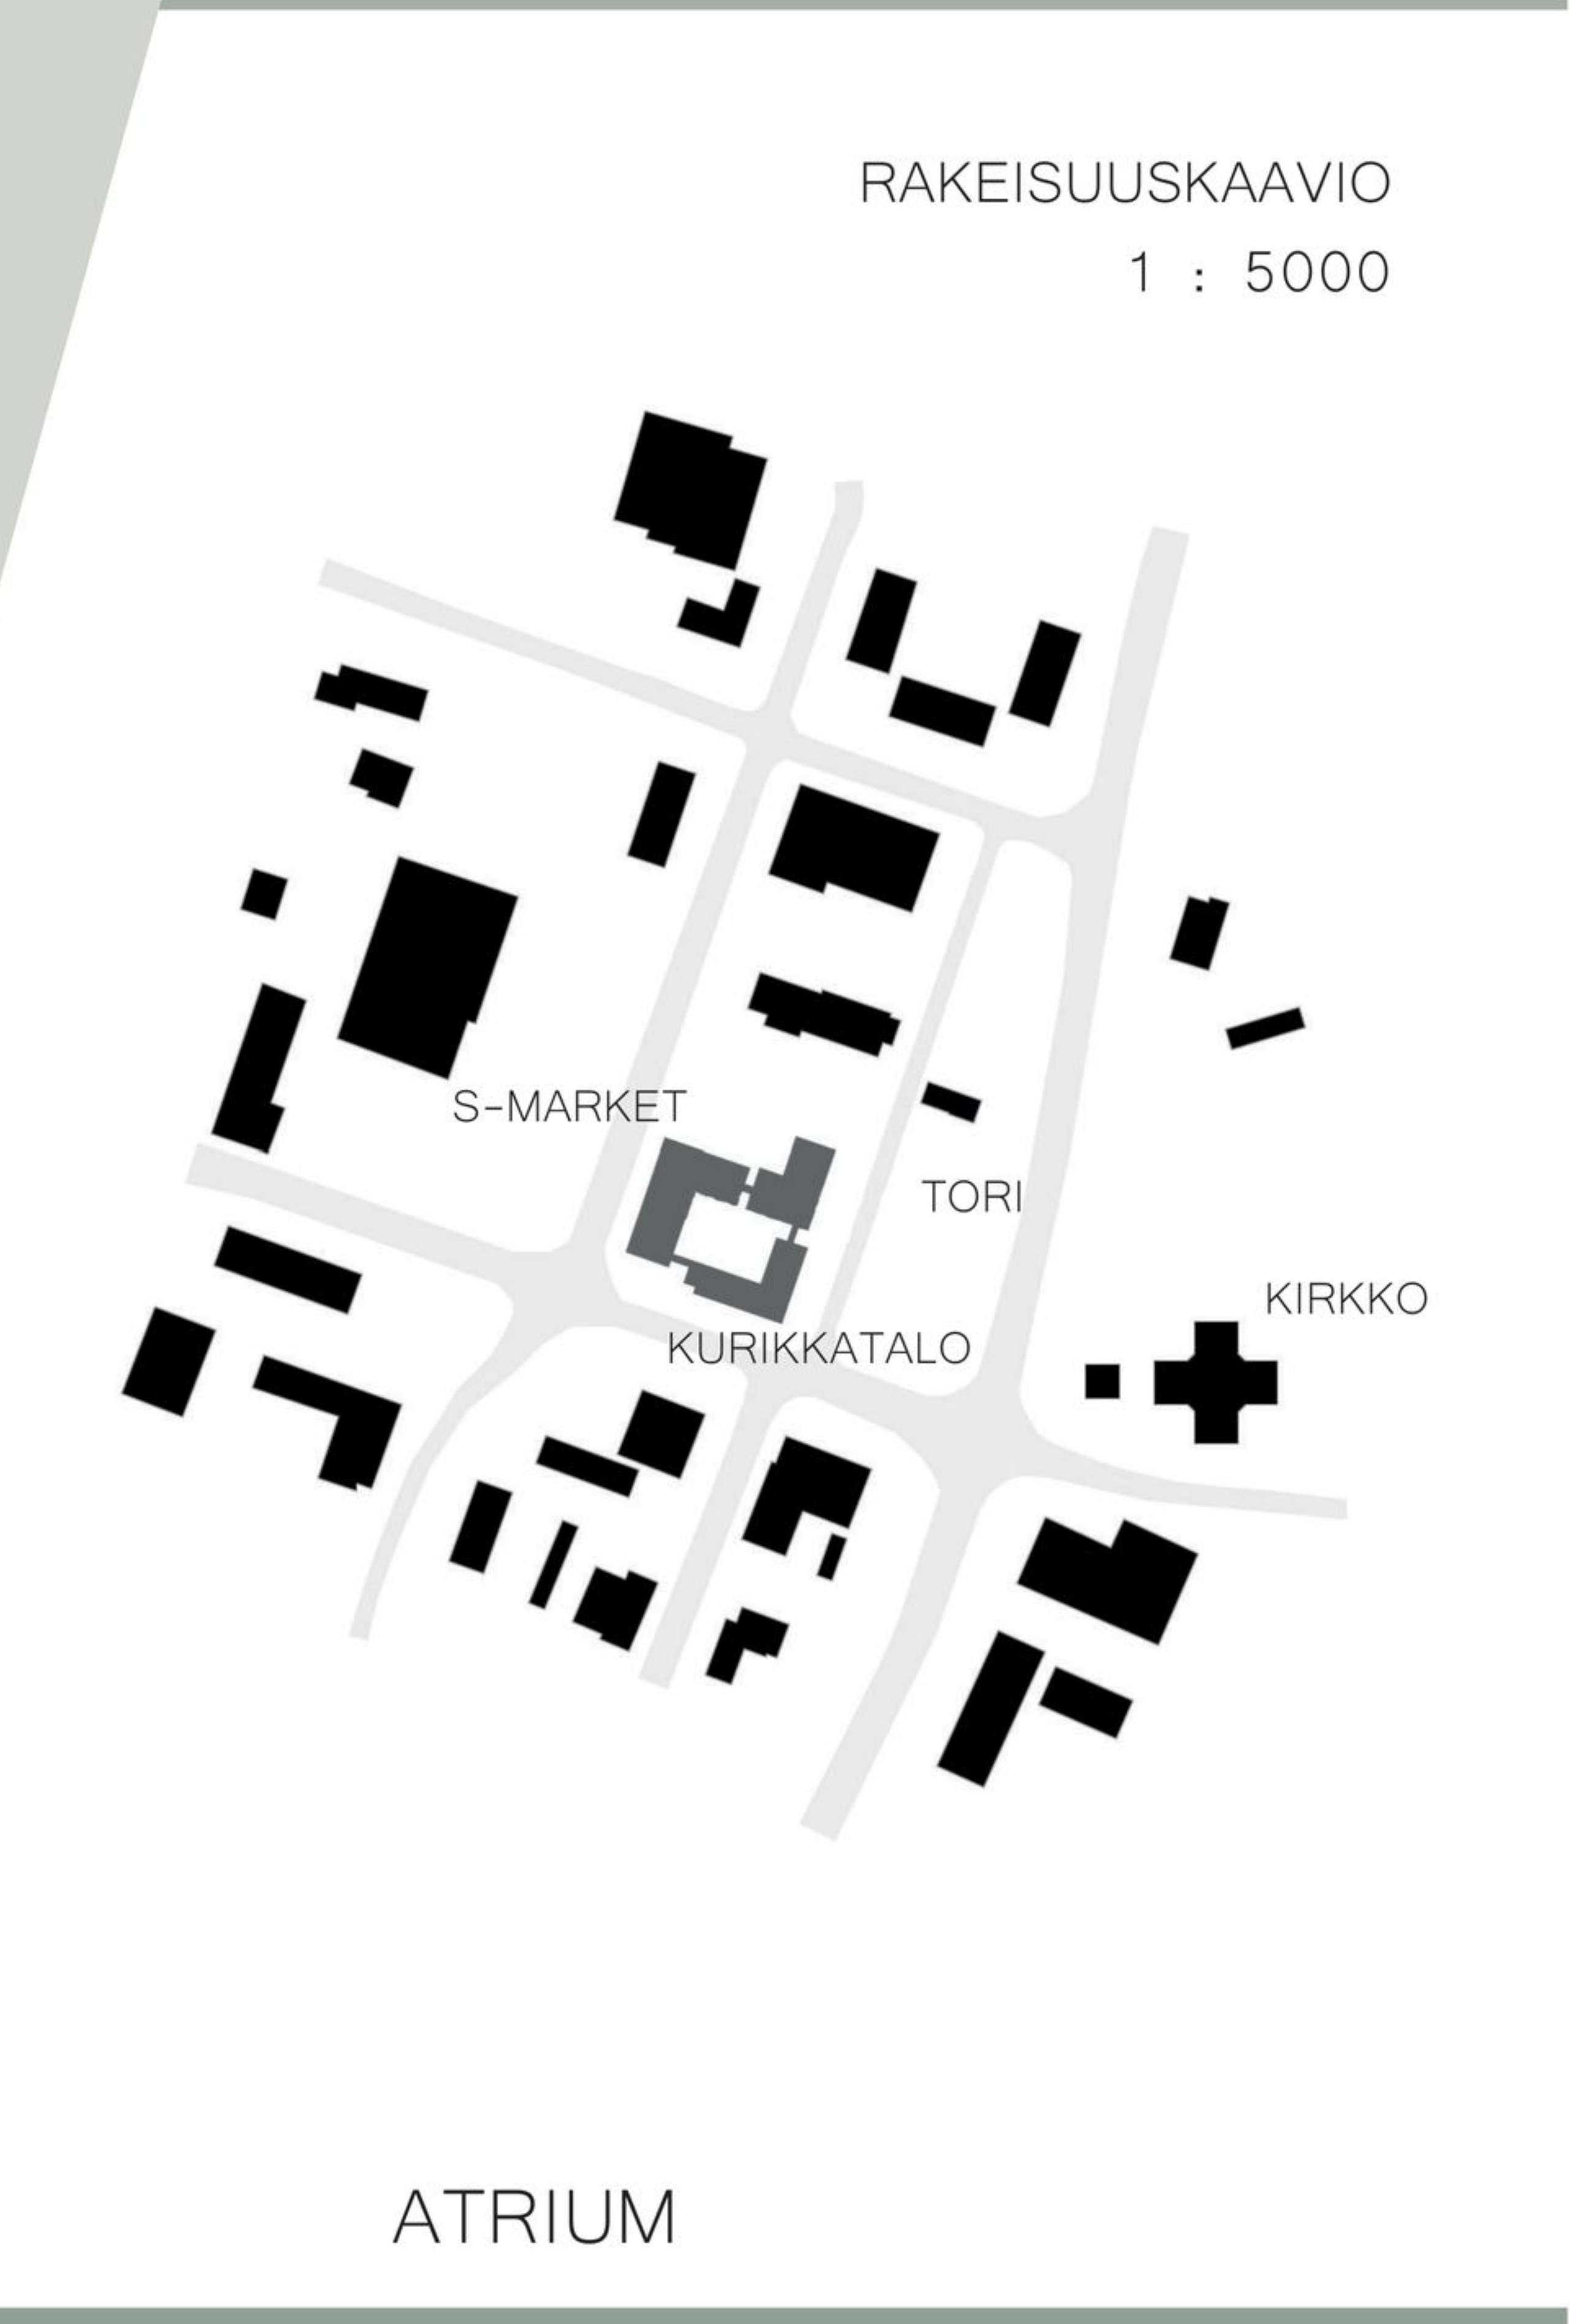 RAKEISUUSKAAVIO
1 : 5000
S-MARKET
TORI
KIRKKO
KURIKKATALO
ATRIUM